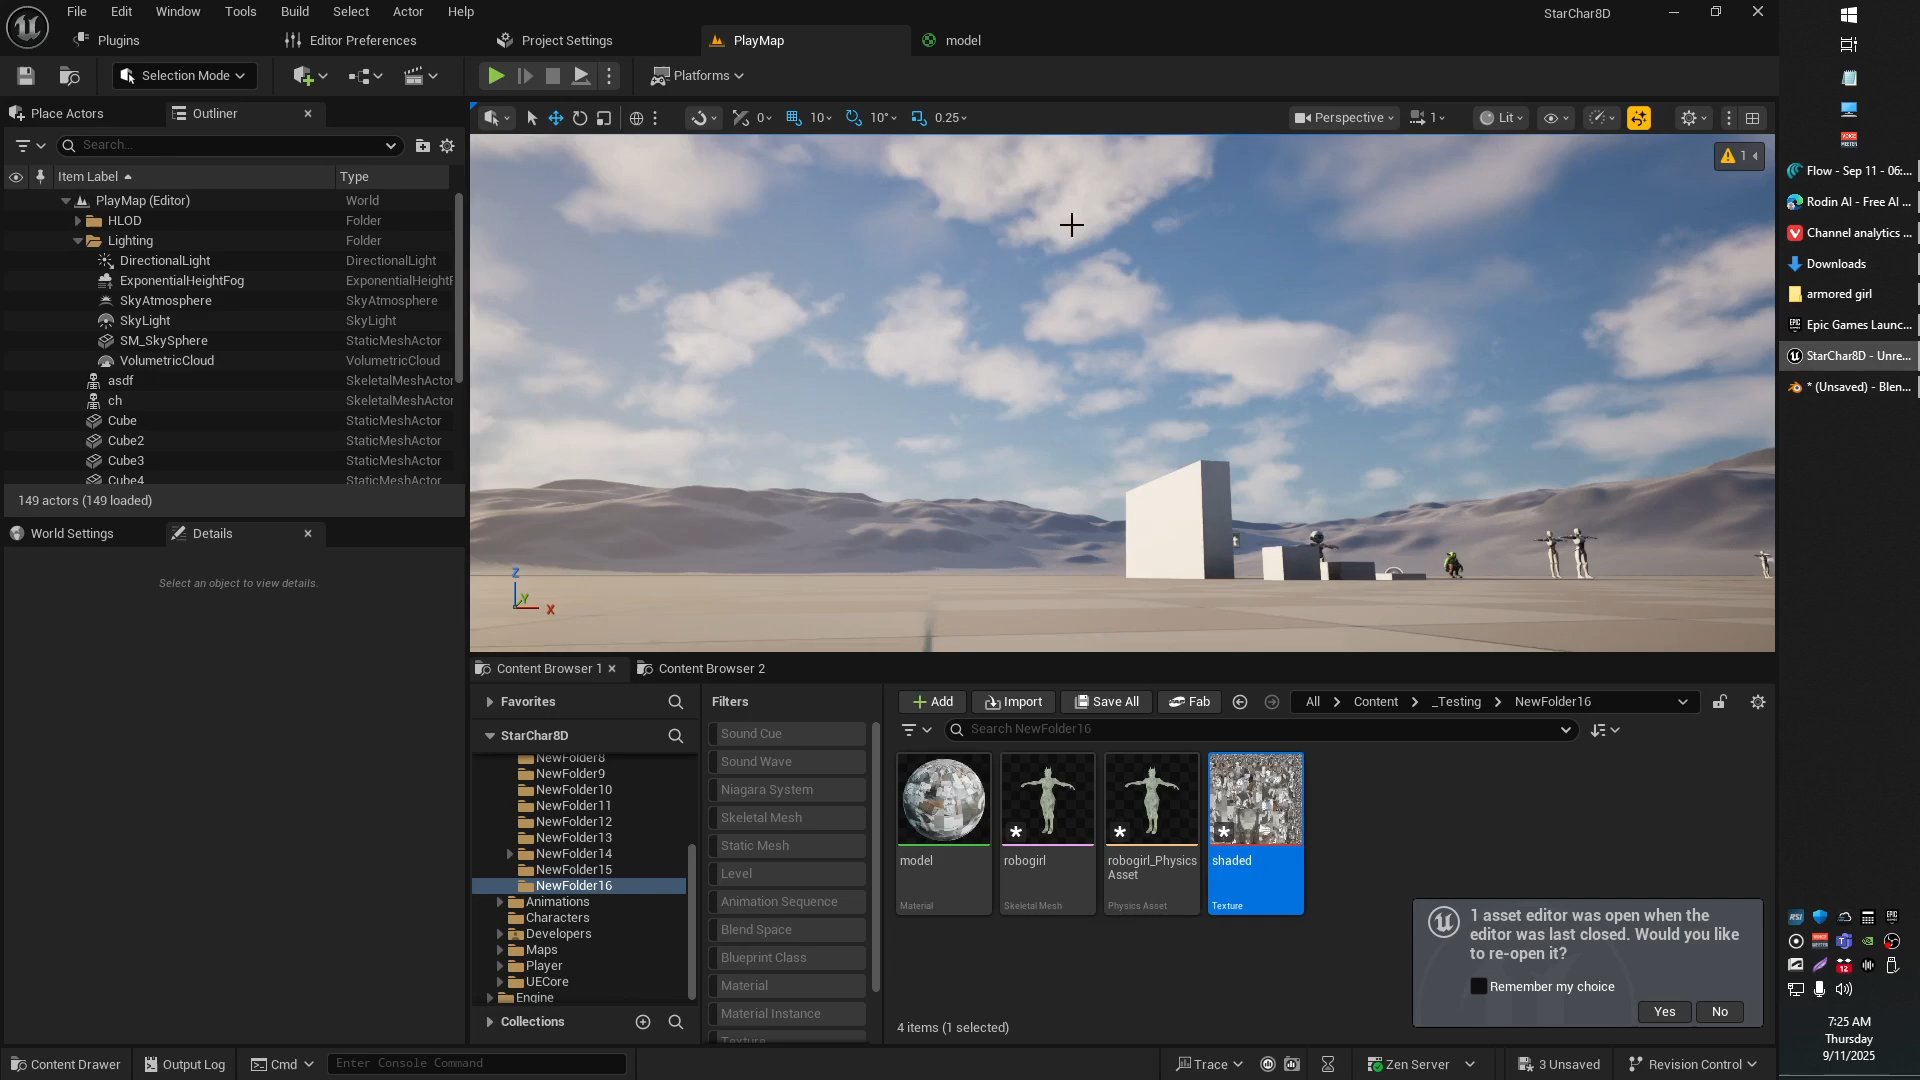 File Edit Window Tools Build Select Actor Help
StarChar8D
Plugins
Editor Preferences
Project Settings
PlayMap
model
Selection Mode
Platforms
Place Actors
Outliner
Search...
Item Label
Type
PlayMap (Editor) World
HLOD Folder
Lighting Folder
DirectionalLight DirectionalLight
ExponentialHeightFog ExponentialHeightF
SkyAtmosphere SkyAtmosphere
SkyLight SkyLight
SM_SkySphere StaticMeshActor
VolumetricCloud VolumetricCloud
asdf SkeletalMeshActor
ch SkeletalMeshActor
Cube StaticMeshActor
Cube2 StaticMeshActor
Cube3 StaticMeshActor
Cube4 StaticMeshActor
149 actors (149 loaded)
World Settings
Details
Select an object to view details.
0
10
10°
0.25
Perspective
1
Lit
1
Z
Y
X
Content Browser 1
Content Browser 2
Favorites
StarChar8D
NewFolder8
NewFolder9
NewFolder10
NewFolder11
NewFolder12
NewFolder13
NewFolder14
NewFolder15
NewFolder16
Animations
Characters
Developers
Maps
Player
UECore
Engine
Collections
Filters
Sound Cue
Sound Wave
Niagara System
Skeletal Mesh
Static Mesh
Level
Animation Sequence
Blend Space
Blueprint Class
Material
Material Instance
Texture
Add
Import
Save All
Fab
All > Content > _Testing > NewFolder16
Search NewFolder16
model
Material
robogirl
Skeletal Mesh
robogirl_Physics
Asset
Physics Asset
shaded
Texture
4 items (1 selected)
1 asset editor was open when the
editor was last closed. Would you like
to re-open it?
Remember my choice
Yes
No
Content Drawer
Output Log
Cmd
Enter Console Command
Trace
Zen Server
3 Unsaved
Revision Control
Flow - Sep 11 - 06:...
Rodin AI - Free AI ...
Channel analytics ...
Downloads
armored girl
Epic Games Launc...
StarChar8D - Unre...
* (Unsaved) - Blen...
RSI
EPIC
12
7:25 AM
Thursday
9/11/2025